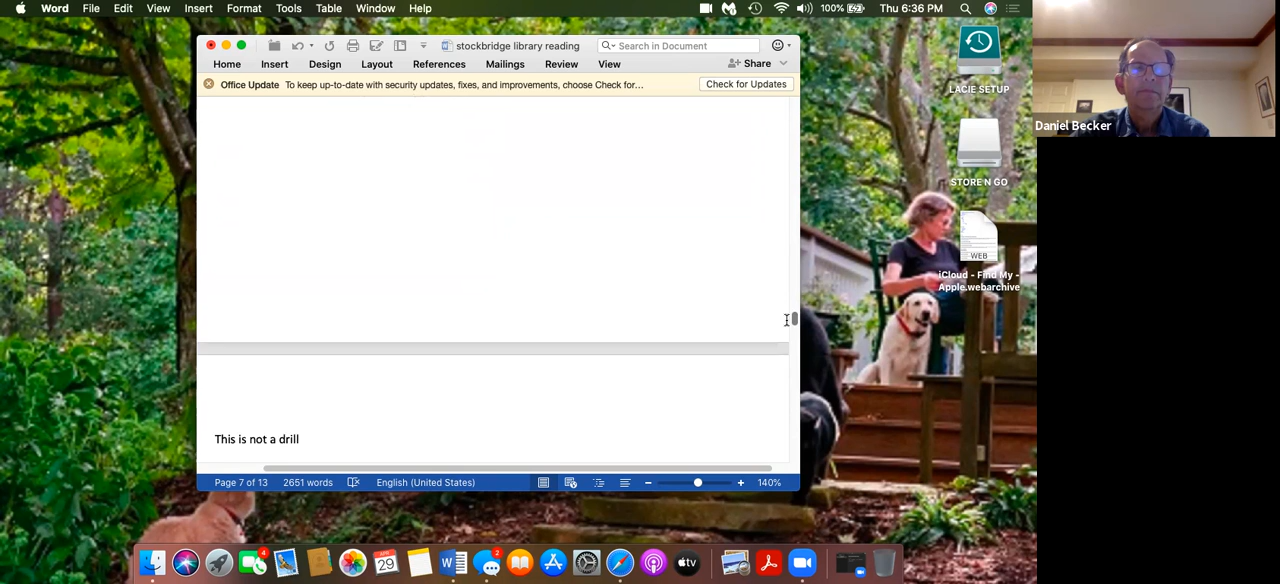 Word File Edit View Insert Format Tools Table Window Help
100% Thu 6:36 PM
stockbridge library reading
Search in Document
Home Insert Design Layout References Mailings Review View
Share
Office Update To keep up-to-date with security updates, fixes, and improvements, choose Check for...
Check for Updates
This is not a drill
Page 7 of 13 2651 words English (United States) 140%
LACIE SETUP
STORE N GO
WEB
iCloud - Find My -
Apple.webarchive
Daniel Becker
4
APR
29
2
tv